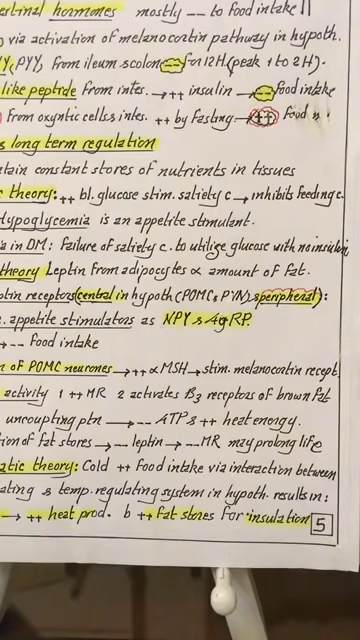 estinal hormones mostly -- to food intake
via activation of melanocortin pathway in hypoth.
Y, PYY, from ileum & colon -- for 12H (peak 1 to 2H).
like peptide from intes. → ++ insulin → -- food intake
from oxyntic cells & intes. ++ by fasting → ++ food
& long term regulation
tain constant stores of nutrients in tissues
c theory: ++ bl. glucose stim. satiety c → inhibits feeding c.
Hypoglycemia is an appetite stimulant.
a in DM: failure of satiety c. to utilize glucose with no insulin
theory Leptin from adipocytes ∝ amount of fat.
ptin receptors (central in hypoth (POMC & PVN), & peripheral):
. appetite stimulators as NPY & AgRP.
→ -- Food intake
n of POMC neurones → ++ αMSH → stim. melanocortin recept.
activity 1 ++ MR 2 activates B3 receptors of brown fat
uncoupting ptn → -- ATP & ++ heat energy.
tion of fat stores → -- leptin → -- MR may prolong life
atic theory: Cold ++ food intake via interaction between
ating & temp. regulating system in hypoth. results in:
→ ++ heat prod. b ++ fat stores for insulation 5